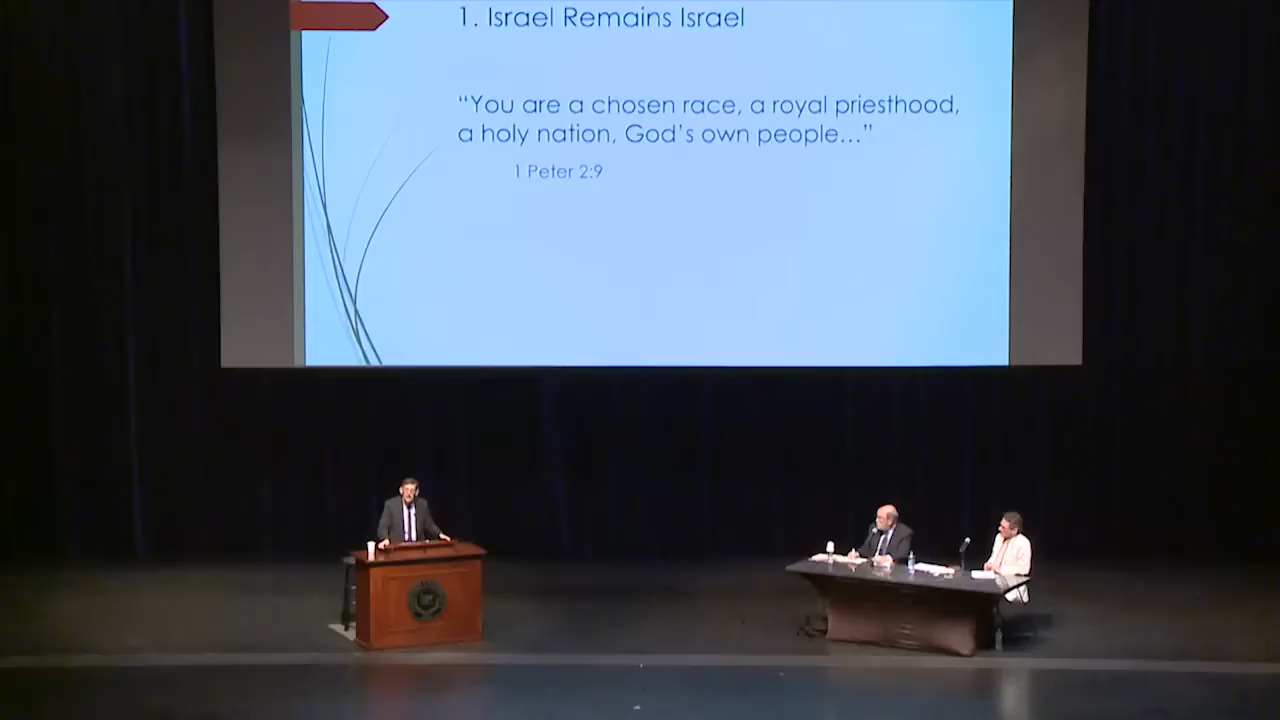 1. Israel Remains Israel
“You are a chosen race, a royal priesthood,
a holy nation, God’s own people…”
1 Peter 2:9